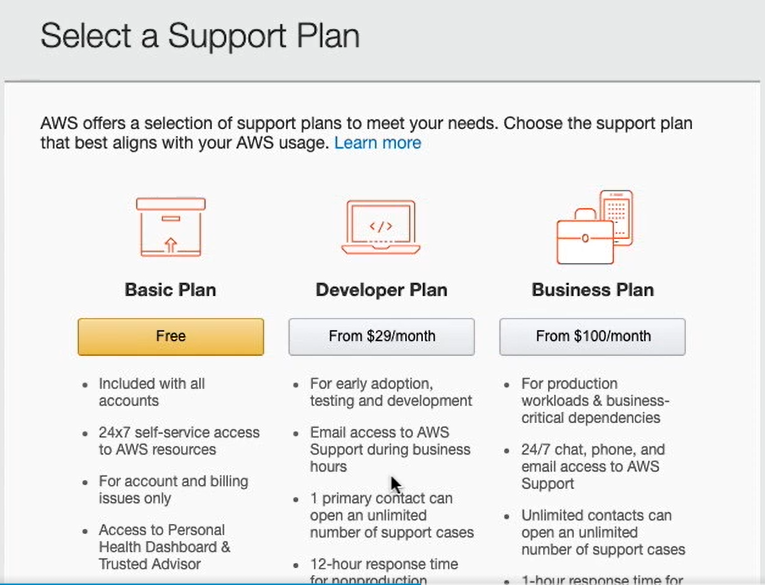 Select a Support Plan
AWS offers a selection of support plans to meet your needs. Choose the support plan
that best aligns with your AWS usage. Learn more
</>
Basic Plan
Free
Included with all
accounts
24x7 self-service access
to AWS resources
For account and billing
issues only
Access to Personal
Health Dashboard &
Trusted Advisor
Developer Plan
From $29/month
For early adoption,
testing and development
Email access to AWS
Support during business
hours
1 primary contact can
open an unlimited
number of support cases
12-hour response time
for nonproduction
Business Plan
From $100/month
For production
workloads & business-
critical dependencies
24/7 chat, phone, and
email access to AWS
Support
Unlimited contacts can
open an unlimited
number of support cases
1-hour response time for